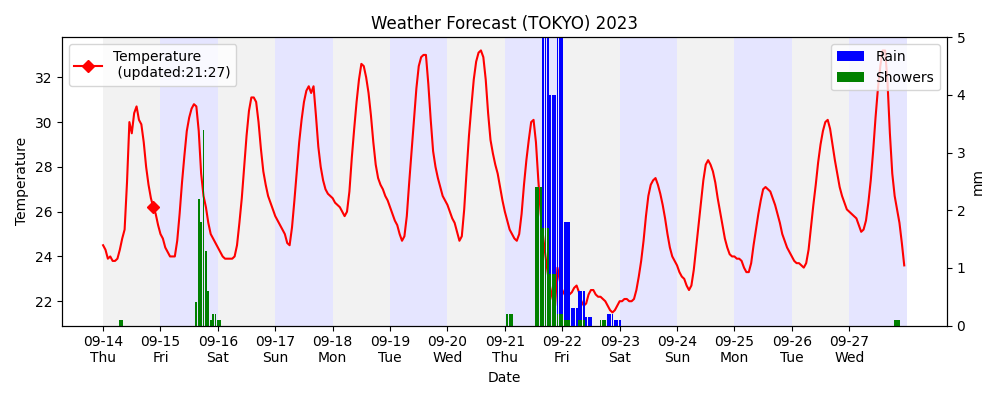 Weather Forecast (TOKYO) 2023
Temperature
(updated:21:27)
Rain
Showers
Temperature
32
30
28
26
24
22
5
4
3
2
1
0
mm
09-14 09-15 09-16 09-17 09-18 09-19 09-20 09-21 09-22 09-23 09-24 09-25 09-26 09-27
Thu Fri Sat Sun Mon Tue Wed Thu Fri Sat Sun Mon Tue Wed
Date